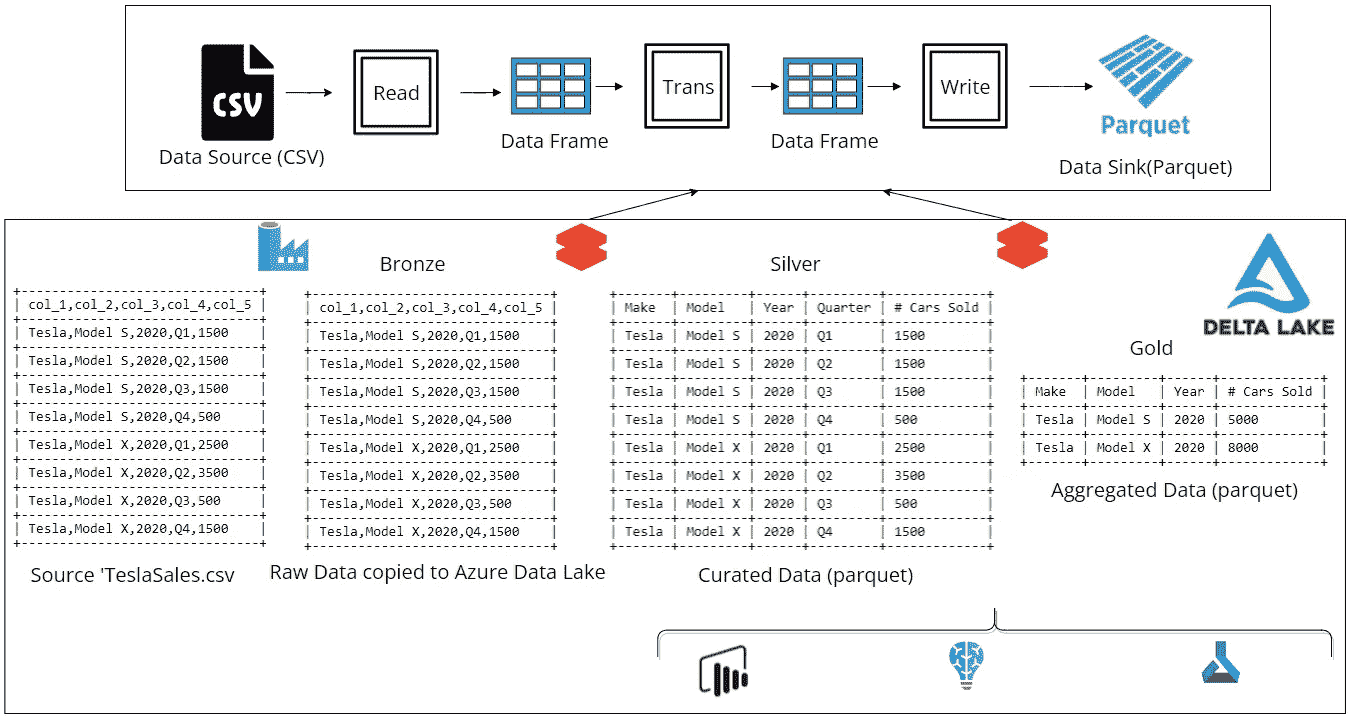 CSV
Read
Trans
Write
Parquet
Data Source (CSV)
Data Frame
Data Frame
Data Sink(Parquet)
Bronze
Silver
DELTA LAKE
Gold
col_1,col_2,col_3,col_4,col_5
Tesla,Model S,2020,Q1,1500
Tesla,Model S,2020,Q2,1500
Tesla,Model S,2020,Q3,1500
Tesla,Model S,2020,Q4,500
Tesla,Model X,2020,Q1,2500
Tesla,Model X,2020,Q2,3500
Tesla,Model X,2020,Q3,500
Tesla,Model X,2020,Q4,1500
Source 'TeslaSales.csv
col_1,col_2,col_3,col_4,col_5
Tesla,Model S,2020,Q1,1500
Tesla,Model S,2020,Q2,1500
Tesla,Model S,2020,Q3,1500
Tesla,Model S,2020,Q4,500
Tesla,Model X,2020,Q1,2500
Tesla,Model X,2020,Q2,3500
Tesla,Model X,2020,Q3,500
Tesla,Model X,2020,Q4,1500
Raw Data copied to Azure Data Lake
Make | Model | Year | Quarter | # Cars Sold
Tesla | Model S | 2020 | Q1 | 1500
Tesla | Model S | 2020 | Q2 | 1500
Tesla | Model S | 2020 | Q3 | 1500
Tesla | Model S | 2020 | Q4 | 500
Tesla | Model X | 2020 | Q1 | 2500
Tesla | Model X | 2020 | Q2 | 3500
Tesla | Model X | 2020 | Q3 | 500
Tesla | Model X | 2020 | Q4 | 1500
Curated Data (parquet)
Make | Model | Year | # Cars Sold
Tesla | Model S | 2020 | 5000
Tesla | Model X | 2020 | 8000
Aggregated Data (parquet)